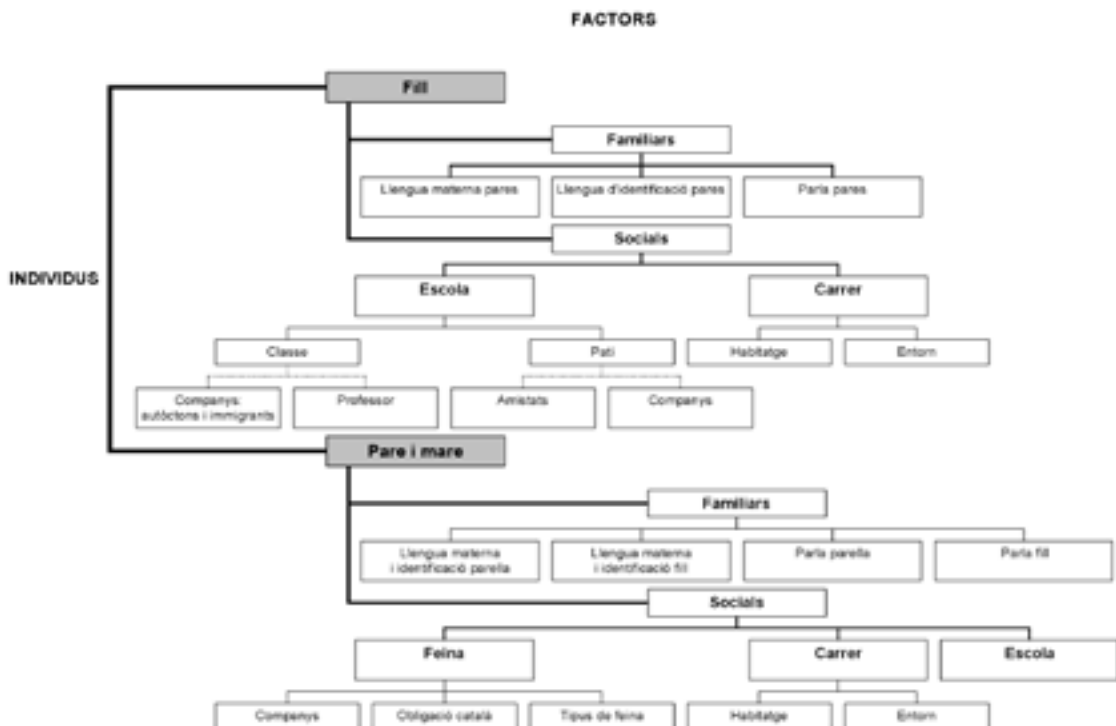 FACTORS
Fill
Familiars
Llengua materna pares
Llengua d'identificació pares
Parla pares
Socials
INDIVIDUS
Escola
Carrer
Classe
Pati
Habitatge
Entorn
Companys:
autòctons i immigrants
Professor
Amistats
Companys
Pare i mare
Familiars
Llengua materna
i identificació parella
Llengua materna
i identificació fill
Parla parella
Parla fill
Socials
Feina
Carrer
Escola
Companys
Obligació català
Tipus de feina
Habitatge
Entorn